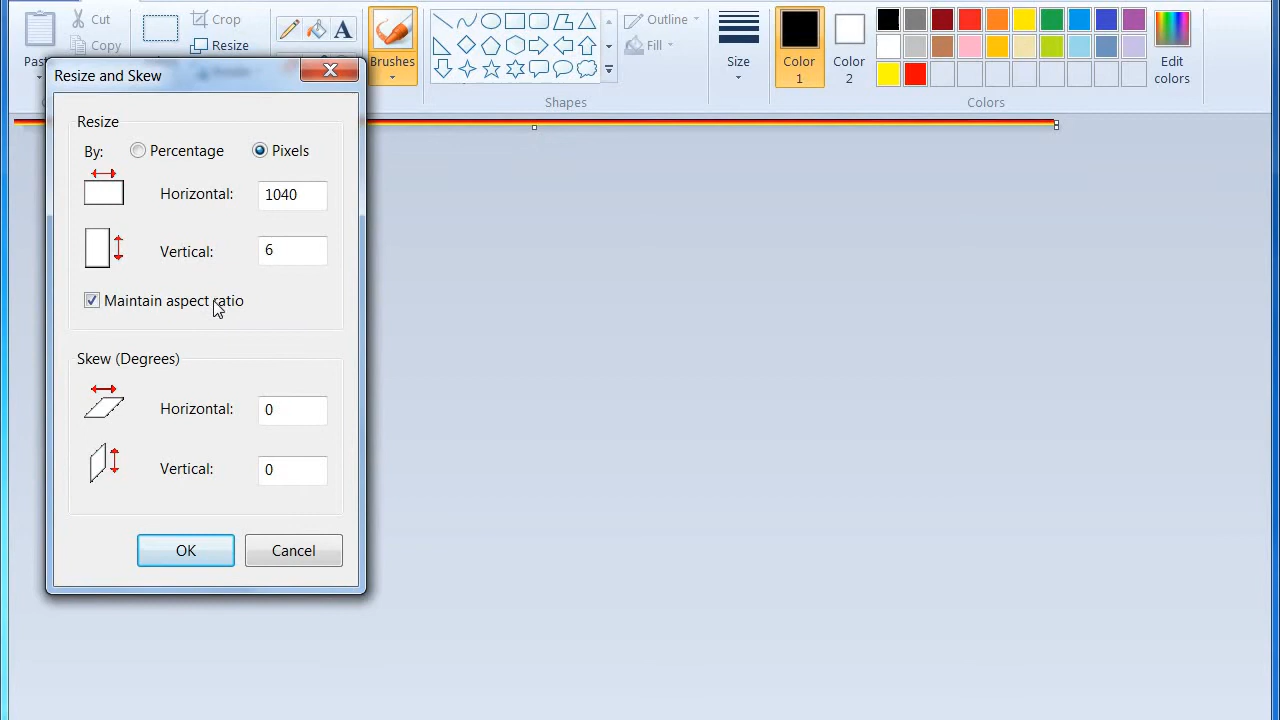 Cut
Copy
Crop
Resize
Brushes
Outline
Fill
Shapes
Size
Color
1
Color
2
Edit
colors
Colors
Resize and Skew
Resize
By: Percentage Pixels
Horizontal: 1040
Vertical: 6
Maintain aspect ratio
Skew (Degrees)
Horizontal: 0
Vertical: 0
OK Cancel